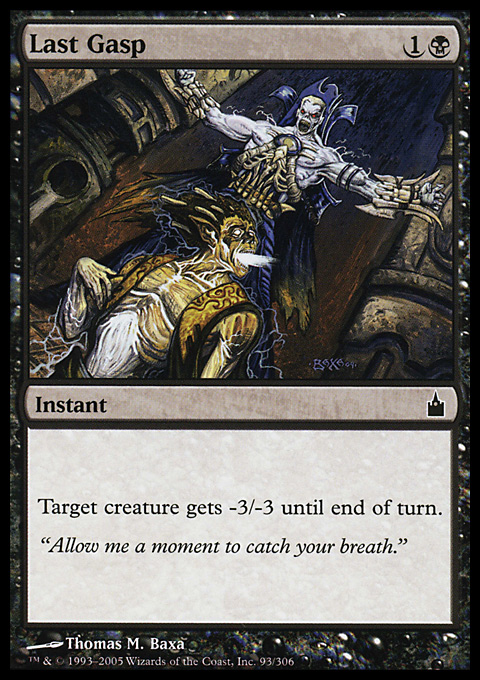 Last Gasp 1
Instant
Target creature gets -3/-3 until end of turn.
“Allow me a moment to catch your breath.”
Thomas M. Baxa
™ & © 1993–2005 Wizards of the Coast, Inc. 93/306